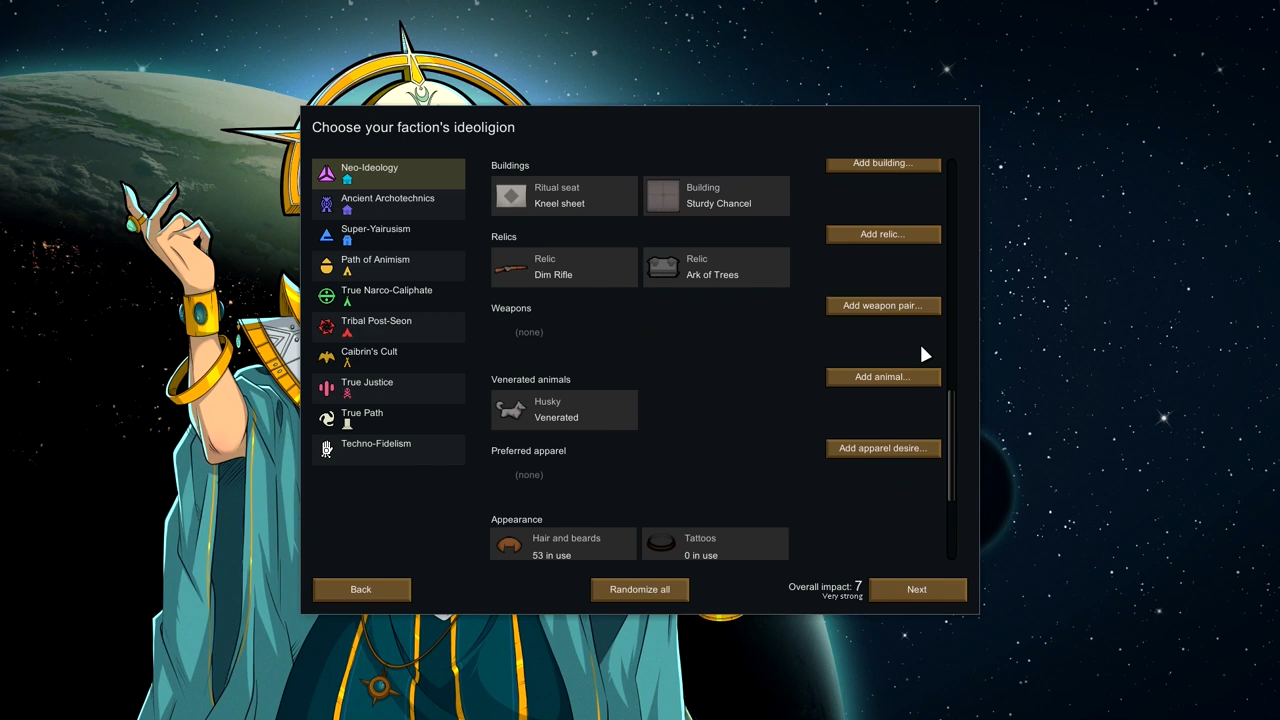 Choose your faction's ideoligion
Neo-Ideology
Ancient Archotechnics
Super-Yairusism
Path of Animism
True Narco-Caliphate
Tribal Post-Seon
Caibrin's Cult
True Justice
True Path
Techno-Fidelism
Buildings
Add building...
Ritual seat
Kneel sheet
Building
Sturdy Chancel
Relics
Add relic...
Relic
Dim Rifle
Relic
Ark of Trees
Weapons
Add weapon pair...
(none)
Venerated animals
Add animal...
Husky
Venerated
Preferred apparel
Add apparel desire...
(none)
Appearance
Hair and beards
53 in use
Tattoos
0 in use
Back
Randomize all
Overall impact: 7
Very strong
Next